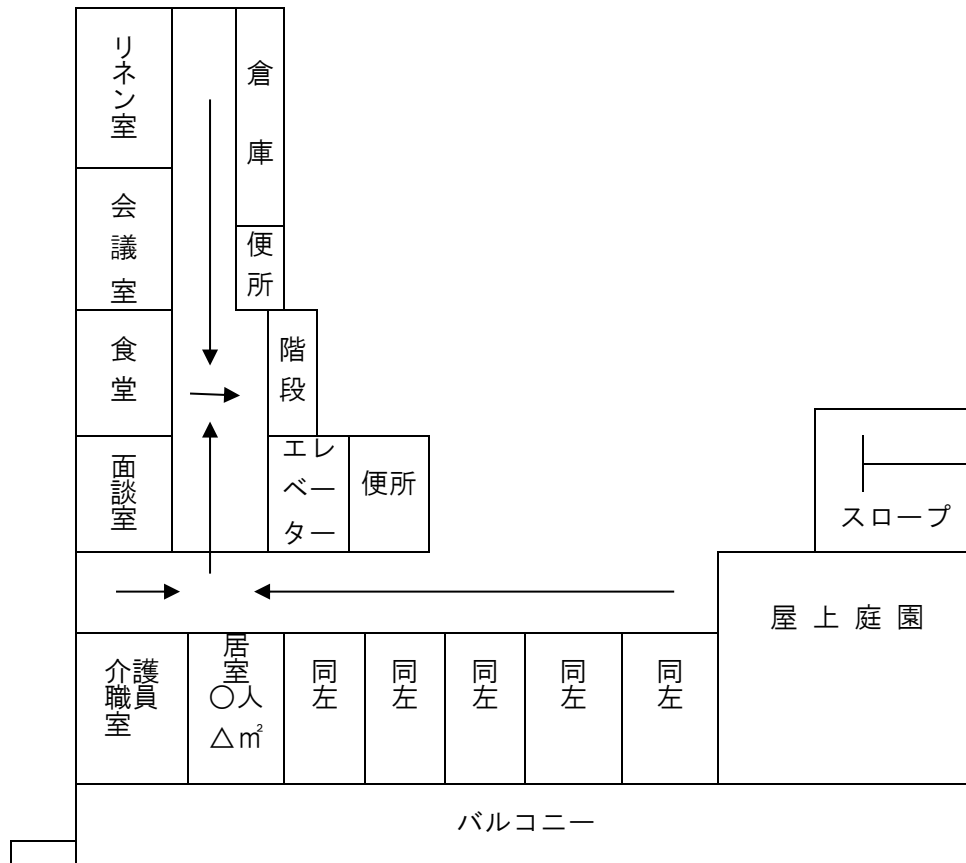 リネン室
倉庫
会議室
便所
食堂
階段
面談室
エレベーター
便所
スロープ
屋上庭園
介護職員室
居室
〇人
△㎡
同左
同左
同左
同左
同左
バルコニー